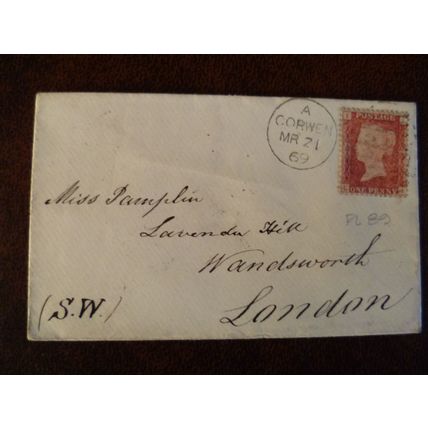 A
CORWEN
MR 21
69
POSTAGE
ONE PENNY
PL 89
Miss Pamplin
Lavender Hill
Wandsworth
(S.W.)
London